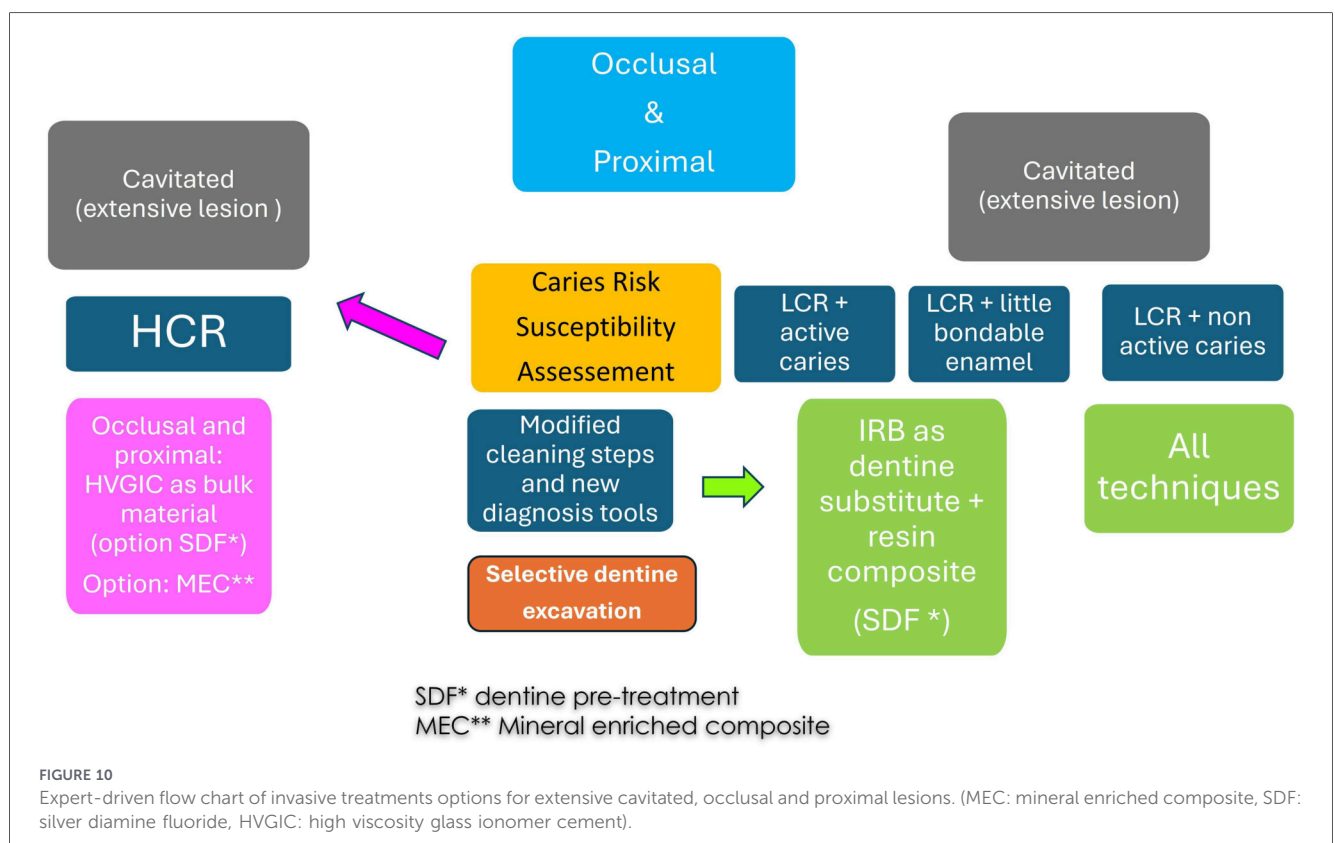 Occlusal
&
Proximal
Cavitated
(extensive lesion )
Cavitated
(extensive lesion)
HCR
Caries Risk
Susceptibility
Assessement
LCR +
active
caries
LCR + little
bondable
enamel
LCR + non
active caries
Occlusal and
proximal:
HVGIC as bulk
material
(option SDF*)
Option: MEC**
Modified
cleaning steps
and new
diagnosis tools
Selective dentine
excavation
IRB as
dentine
substitute +
resin
composite
(SDF *)
All
techniques
SDF* dentine pre-treatment
MEC** Mineral enriched composite
FIGURE 10
Expert-driven flow chart of invasive treatments options for extensive cavitated, occlusal and proximal lesions. (MEC: mineral enriched composite, SDF:
silver diamine fluoride, HVGIC: high viscosity glass ionomer cement).